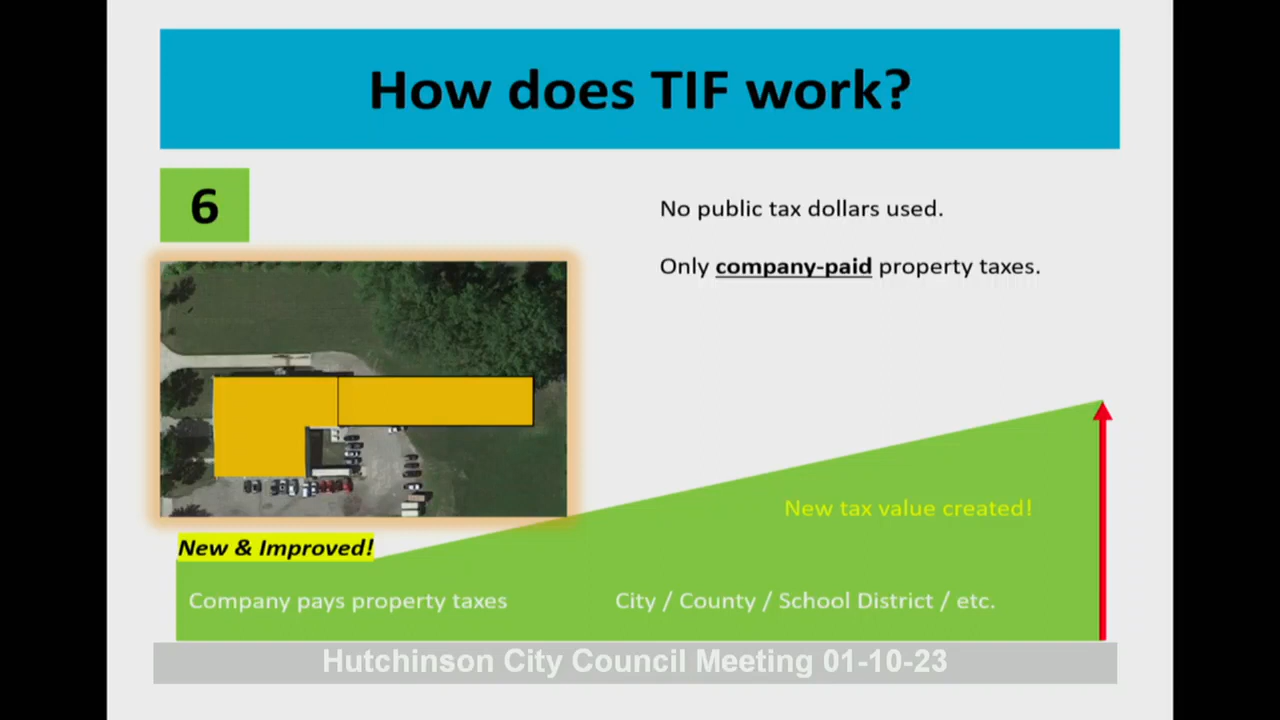 How does TIF work?
6
No public tax dollars used.
Only company-paid property taxes.
New tax value created!
New & Improved!
Company pays property taxes
City / County / School District / etc.
Hutchinson City Council Meeting 01-10-23